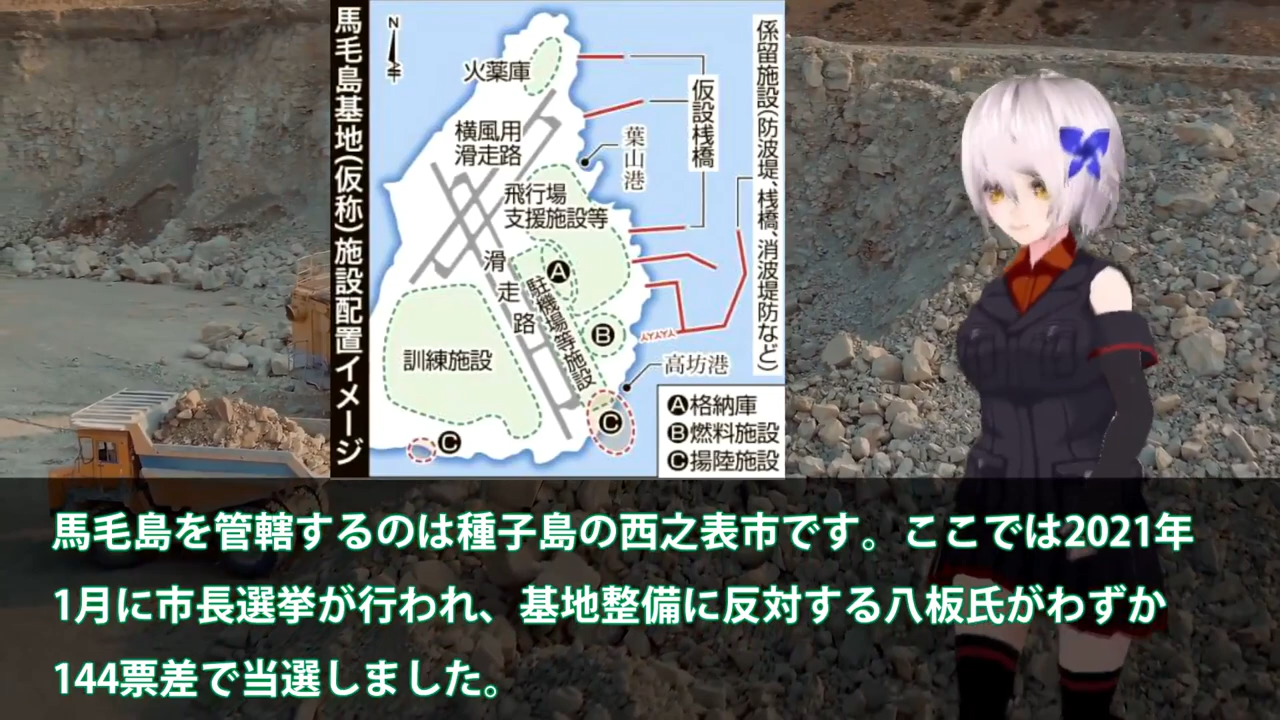 馬毛島基地(仮称)施設配置イメージ
N
火薬庫
横風用
滑走路
葉山港
仮設桟橋
係留施設(防波堤、桟橋、消波堤防など)
飛行場
支援施設等
滑走路
A
駐機場等施設
B
訓練施設
高坊港
C
C
A格納庫
B燃料施設
C揚陸施設
馬毛島を管轄するのは種子島の西之表市です。ここでは2021年
1月に市長選挙が行われ、基地整備に反対する八板氏がわずか
144票差で当選しました。